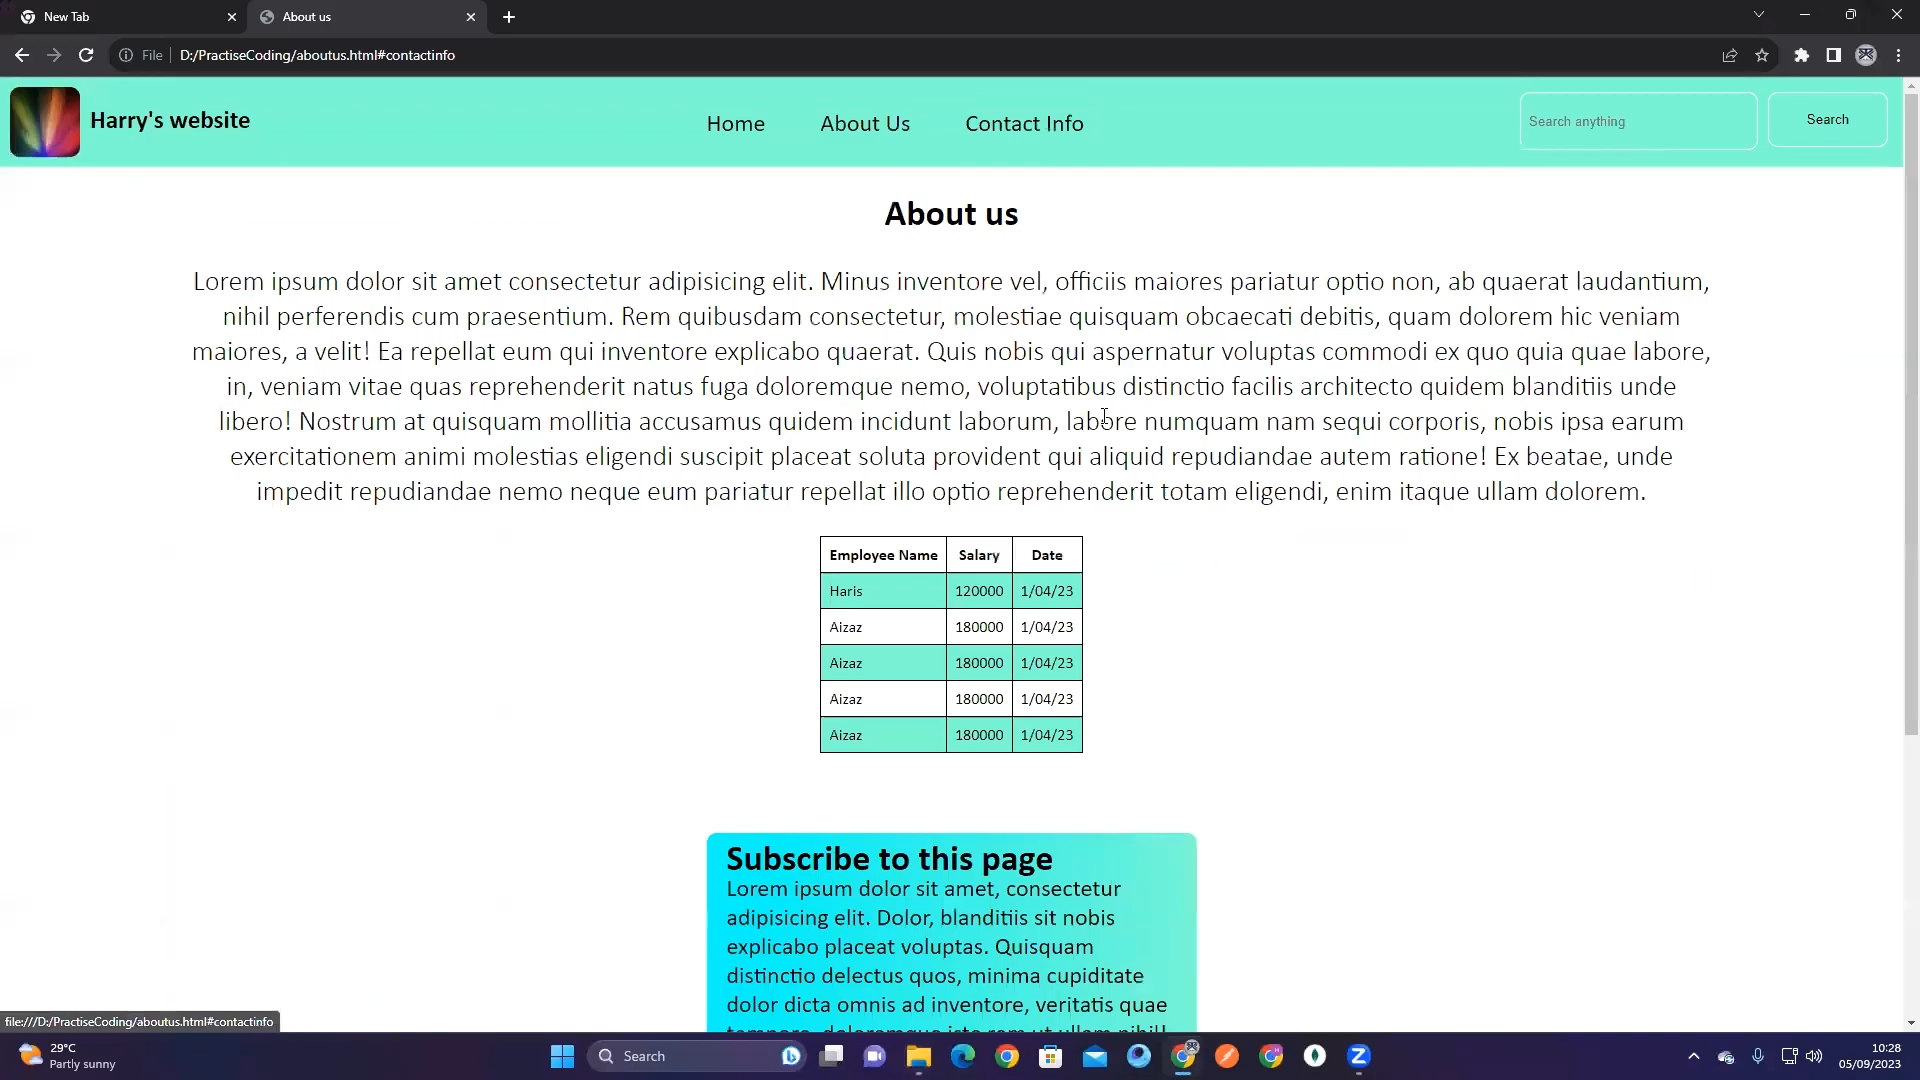 New Tab
About us
File
D:/PractiseCoding/aboutus.html#contactinfo
Harry's website
Home
About Us
Contact Info
Search anything
Search
About us
Lorem ipsum dolor sit amet consectetur adipisicing elit. Minus inventore vel, officiis maiores pariatur optio non, ab quaerat laudantium,
nihil perferendis cum praesentium. Rem quibusdam consectetur, molestiae quisquam obcaecati debitis, quam dolorem hic veniam
maiores, a velit! Ea repellat eum qui inventore explicabo quaerat. Quis nobis qui aspernatur voluptas commodi ex quo quia quae labore,
in, veniam vitae quas reprehenderit natus fuga doloremque nemo, voluptatibus distinctio facilis architecto quidem blanditiis unde
libero! Nostrum at quisquam mollitia accusamus quidem incidunt laborum, labore numquam nam sequi corporis, nobis ipsa earum
exercitationem animi molestias eligendi suscipit placeat soluta provident qui aliquid repudiandae autem ratione! Ex beatae, unde
impedit repudiandae nemo neque eum pariatur repellat illo optio reprehenderit totam eligendi, enim itaque ullam dolorem.
Employee Name Salary Date
Haris 120000 1/04/23
Aizaz 180000 1/04/23
Aizaz 180000 1/04/23
Aizaz 180000 1/04/23
Aizaz 180000 1/04/23
Subscribe to this page
Lorem ipsum dolor sit amet, consectetur
adipisicing elit. Dolor, blanditiis sit nobis
explicabo placeat voluptas. Quisquam
distinctio delectus quos, minima cupiditate
dolor dicta omnis ad inventore, veritatis quae
file:///D:/PractiseCoding/aboutus.html#contactinfo
29°C
Partly sunny
Search
10:28
05/09/2023